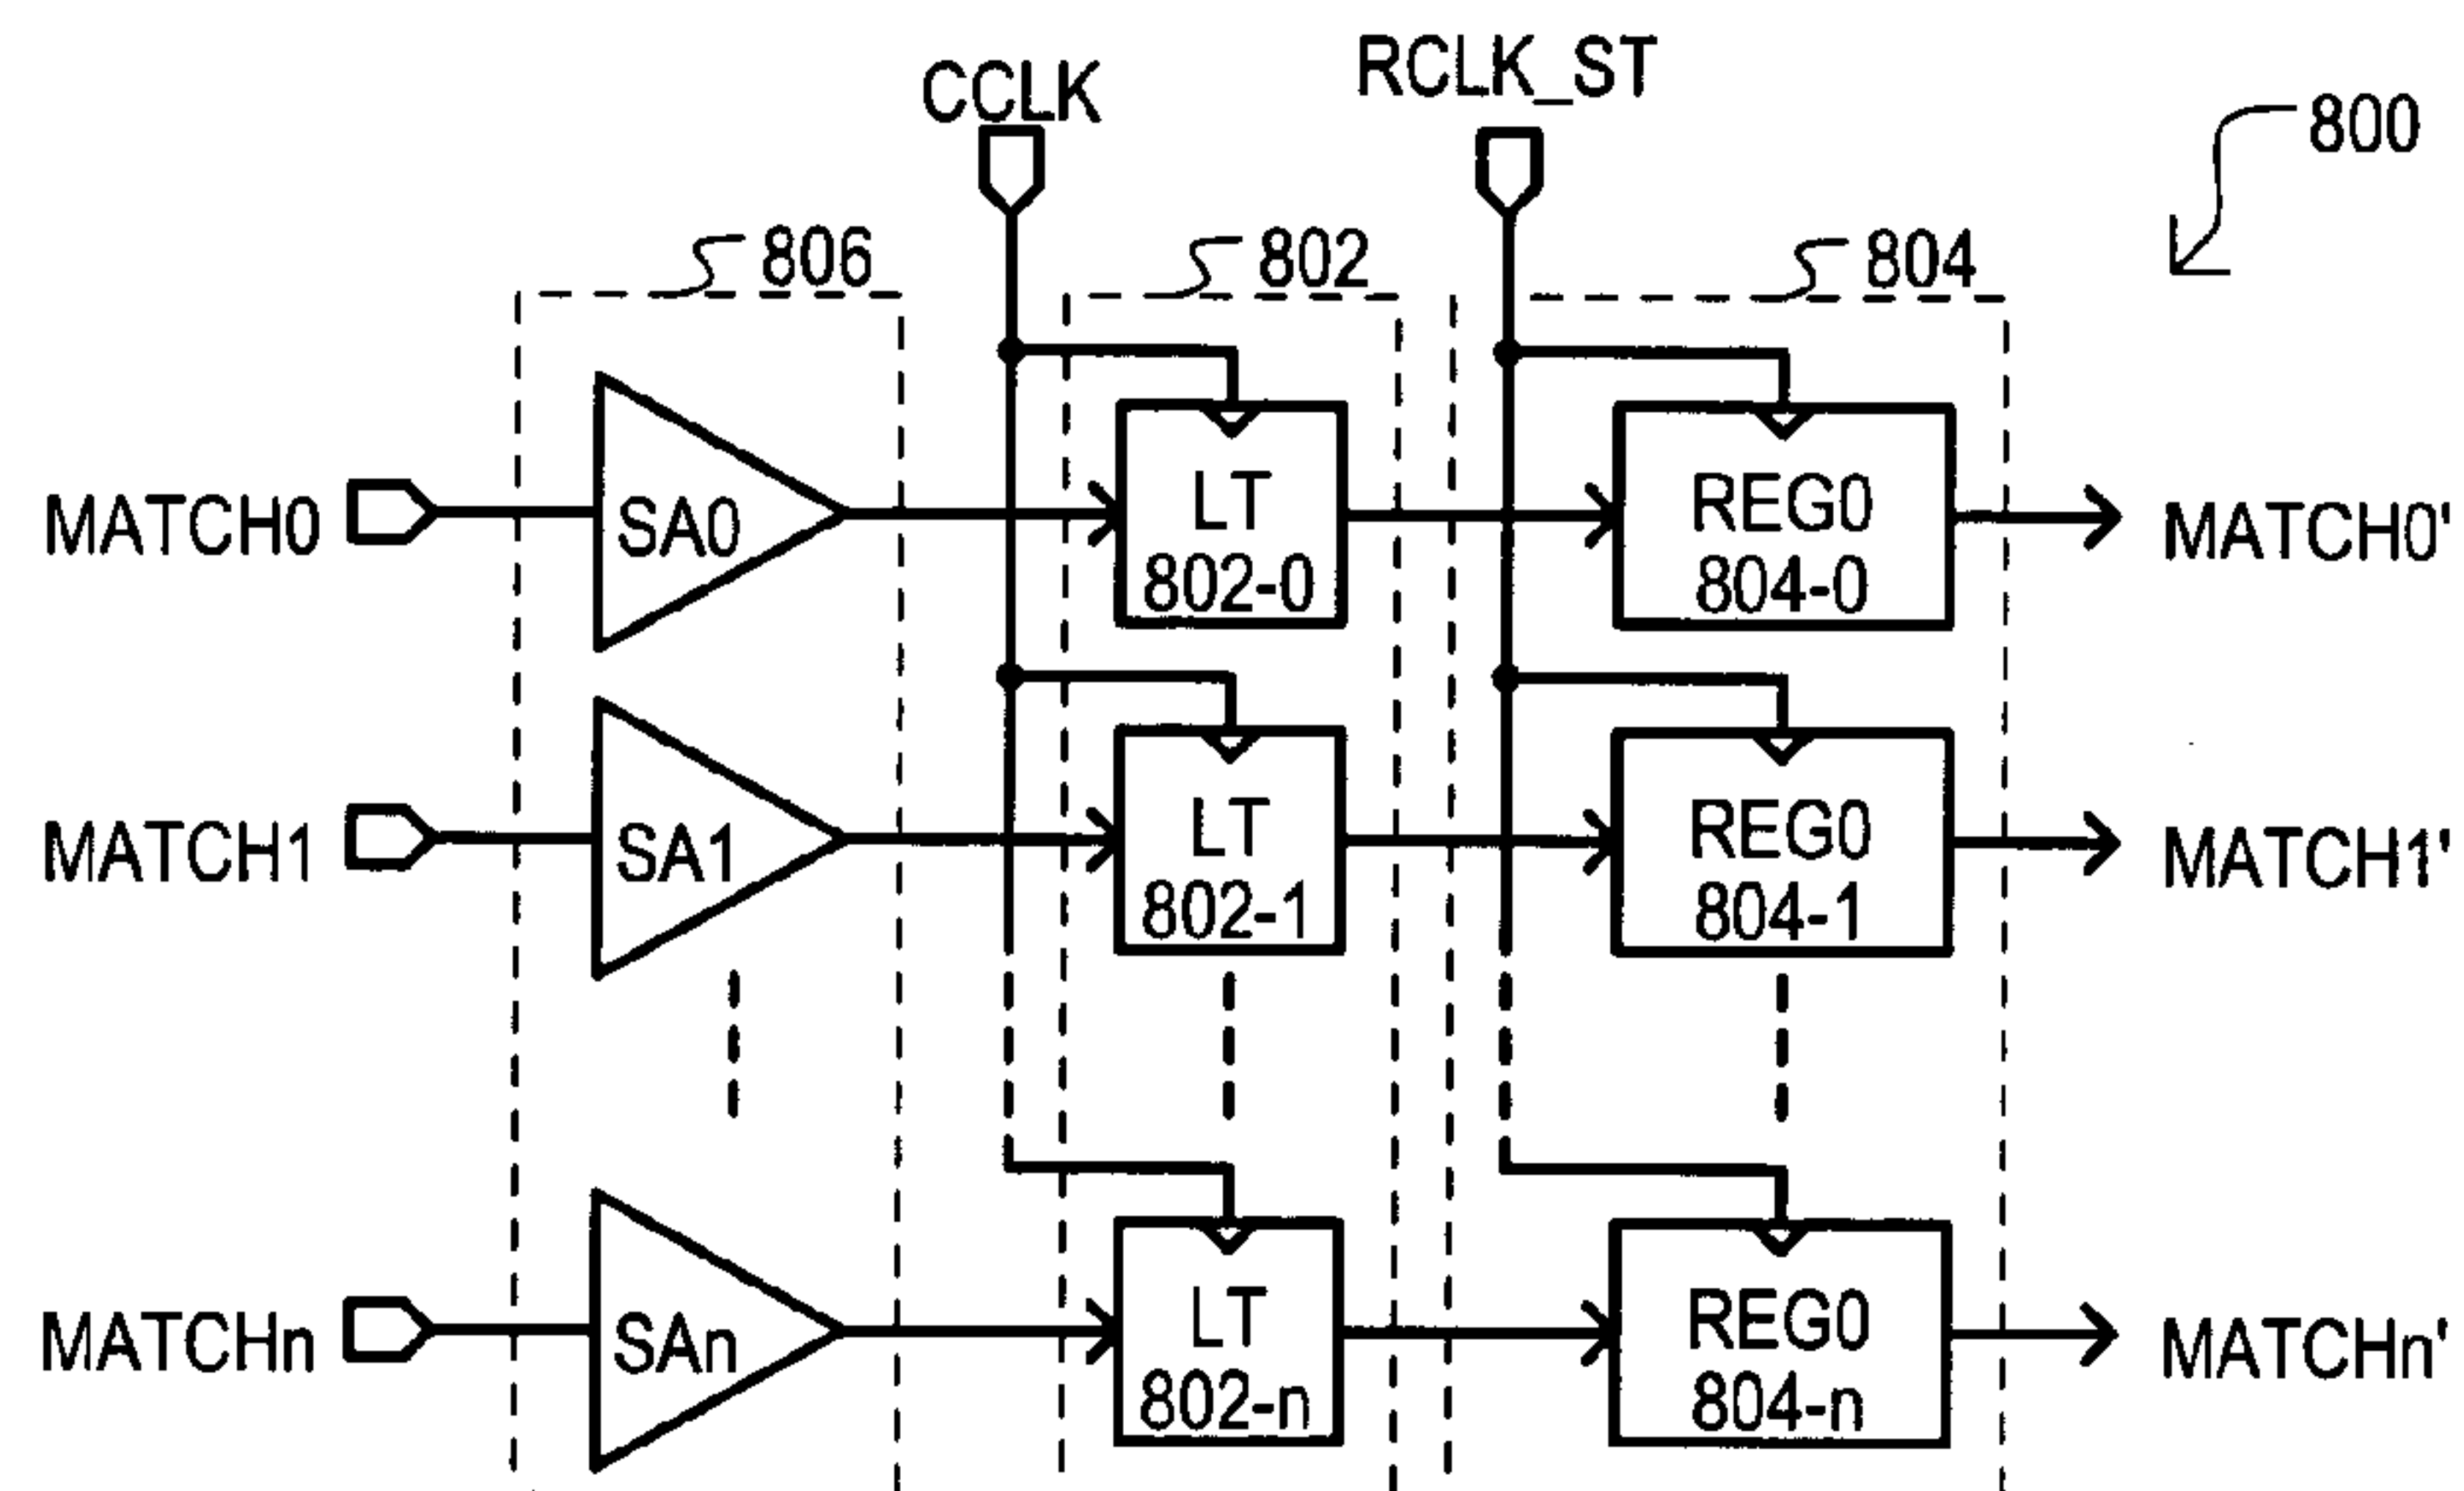 CCLK
RCLK_ST
800
806
802
804
MATCH0
SA0
LT
802-0
REG0
804-0
MATCH0'
MATCH1
SA1
LT
802-1
REG0
804-1
MATCH1'
MATCHn
SAn
LT
802-n
REG0
804-n
MATCHn'